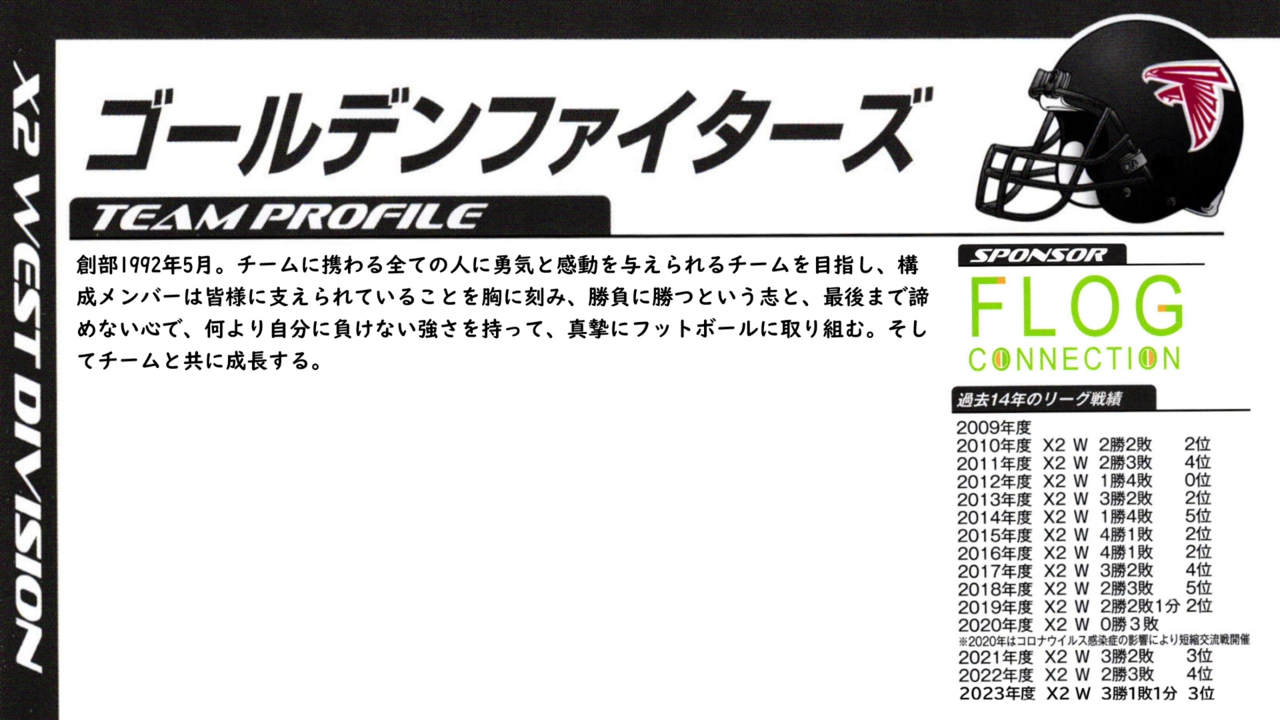 X2 WEST DIVISION
ゴールデンファイターズ
TEAM PROFILE
創部1992年5月。チームに携わる全ての人に勇気と感動を与えられるチームを目指し、構
成メンバーは皆様に支えられていることを胸に刻み、勝負に勝つという志と、最後まで諦
めない心で、何より自分に負けない強さを持って、真摯にフットボールに取り組む。そし
てチームと共に成長する。
SPONSOR
FLOG
CONNECTION
過去14年のリーグ戦績
2009年度
2010年度 X2 W 2勝2敗 2位
2011年度 X2 W 2勝3敗 4位
2012年度 X2 W 1勝4敗 0位
2013年度 X2 W 3勝2敗 2位
2014年度 X2 W 1勝4敗 5位
2015年度 X2 W 4勝1敗 2位
2016年度 X2 W 4勝1敗 2位
2017年度 X2 W 3勝2敗 4位
2018年度 X2 W 2勝3敗 5位
2019年度 X2 W 2勝2敗1分 2位
2020年度 X2 W 0勝3敗
※2020年はコロナウイルス感染症の影響により短縮交流戦開催
2021年度 X2 W 3勝2敗 3位
2022年度 X2 W 2勝3敗 4位
2023年度 X2 W 3勝1敗1分 3位